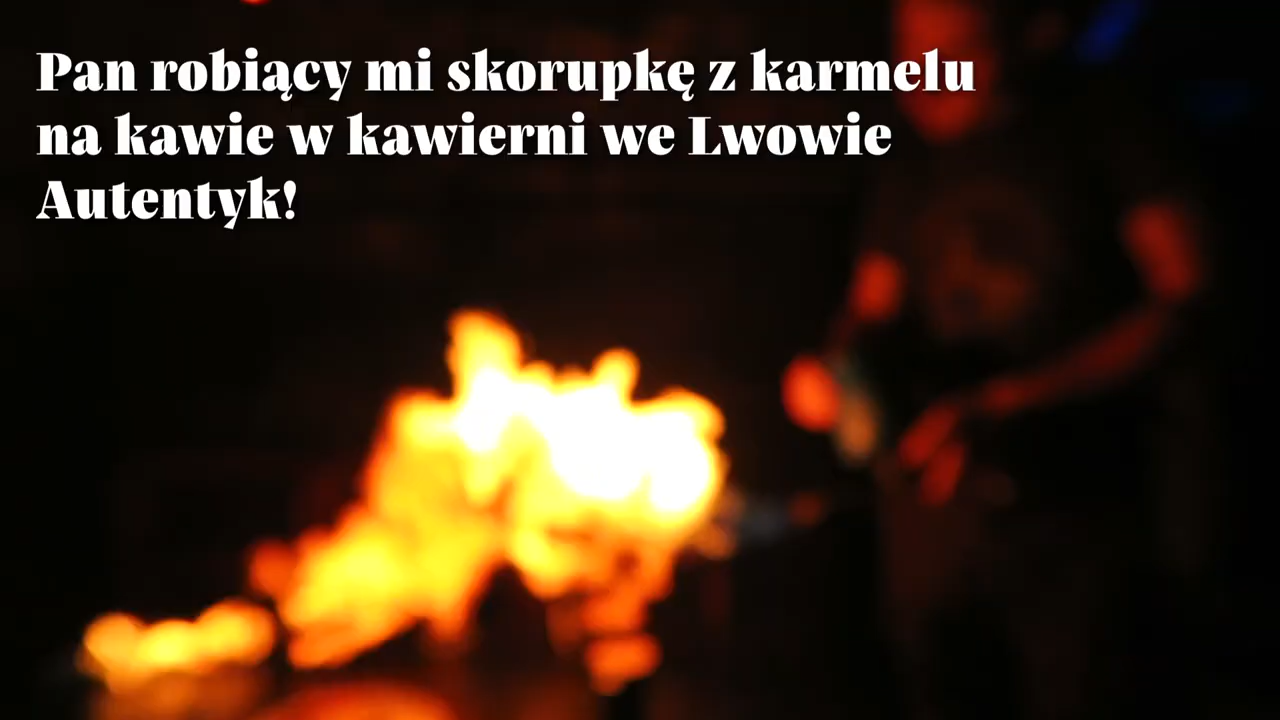 Pan robiący mi skorupkę z karmelu
na kawie w kawierni we Lwowie
Autentyk!